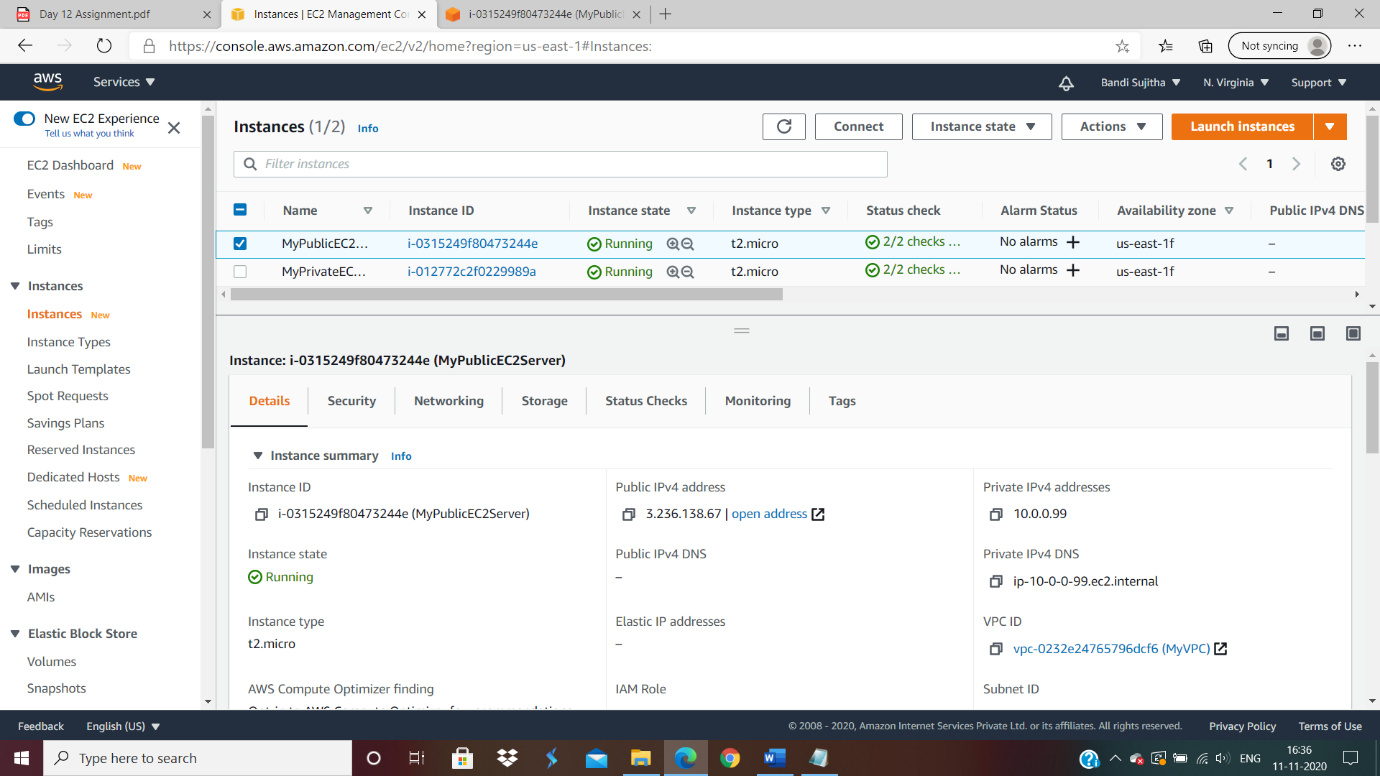 Day 12 Assignment.pdf
Instances | EC2 Management Co
i-0315249f80473244e (MyPublic
https://console.aws.amazon.com/ec2/v2/home?region=us-east-1#Instances:
Not syncing
aws
Services
Bandi Sujitha
N. Virginia
Support
New EC2 Experience
Tell us what you think
EC2 Dashboard New
Events New
Tags
Limits
Instances
Instances New
Instance Types
Launch Templates
Spot Requests
Savings Plans
Reserved Instances
Dedicated Hosts New
Scheduled Instances
Capacity Reservations
Images
AMIs
Elastic Block Store
Volumes
Snapshots
Instances (1/2) Info
Connect
Instance state
Actions
Launch instances
Filter instances
1
Name Instance ID Instance state Instance type Status check Alarm Status Availability zone Public IPv4 DNS
MyPublicEC2... i-0315249f80473244e Running t2.micro 2/2 checks ... No alarms + us-east-1f –
MyPrivateEC... i-012772c2f0229989a Running t2.micro 2/2 checks ... No alarms + us-east-1f –
Instance: i-0315249f80473244e (MyPublicEC2Server)
Details Security Networking Storage Status Checks Monitoring Tags
Instance summary Info
Instance ID
i-0315249f80473244e (MyPublicEC2Server)
Public IPv4 address
3.236.138.67 | open address
Private IPv4 addresses
10.0.0.99
Instance state
Running
Public IPv4 DNS
–
Private IPv4 DNS
ip-10-0-0-99.ec2.internal
Instance type
t2.micro
Elastic IP addresses
–
VPC ID
vpc-0232e24765796dcf6 (MyVPC)
AWS Compute Optimizer finding
IAM Role
Subnet ID
Feedback
English (US)
© 2008 - 2020, Amazon Internet Services Private Ltd. or its affiliates. All rights reserved.
Privacy Policy
Terms of Use
Type here to search
ENG
16:36
11-11-2020